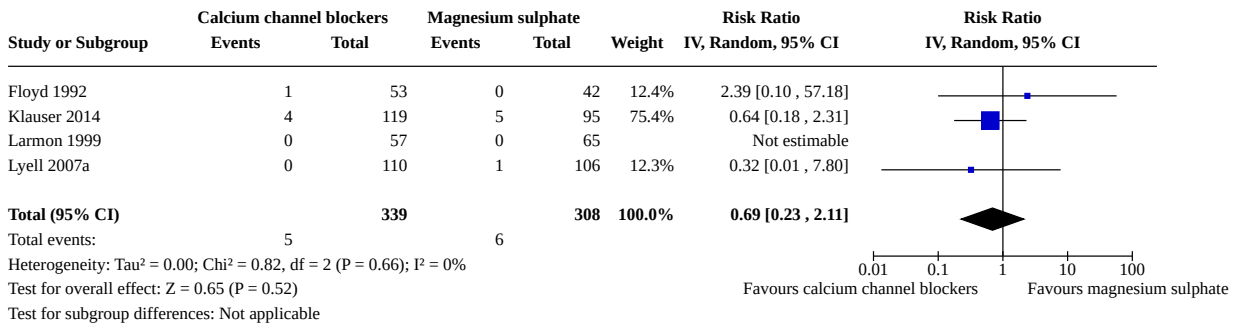 Calcium channel blockers Magnesium sulphate Risk Ratio Risk Ratio
Study or Subgroup Events Total Events Total Weight IV, Random, 95% CI IV, Random, 95% CI
Floyd 1992 1 53 0 42 12.4% 2.39 [0.10 , 57.18]
Klauser 2014 4 119 5 95 75.4% 0.64 [0.18 , 2.31]
Larmon 1999 0 57 0 65 Not estimable
Lyell 2007a 0 110 1 106 12.3% 0.32 [0.01 , 7.80]
Total (95% CI) 339 308 100.0% 0.69 [0.23 , 2.11]
Total events: 5 6
Heterogeneity: Tau² = 0.00; Chi² = 0.82, df = 2 (P = 0.66); I² = 0%
0.01 0.1 1 10 100
Test for overall effect: Z = 0.65 (P = 0.52) Favours calcium channel blockers Favours magnesium sulphate
Test for subgroup differences: Not applicable